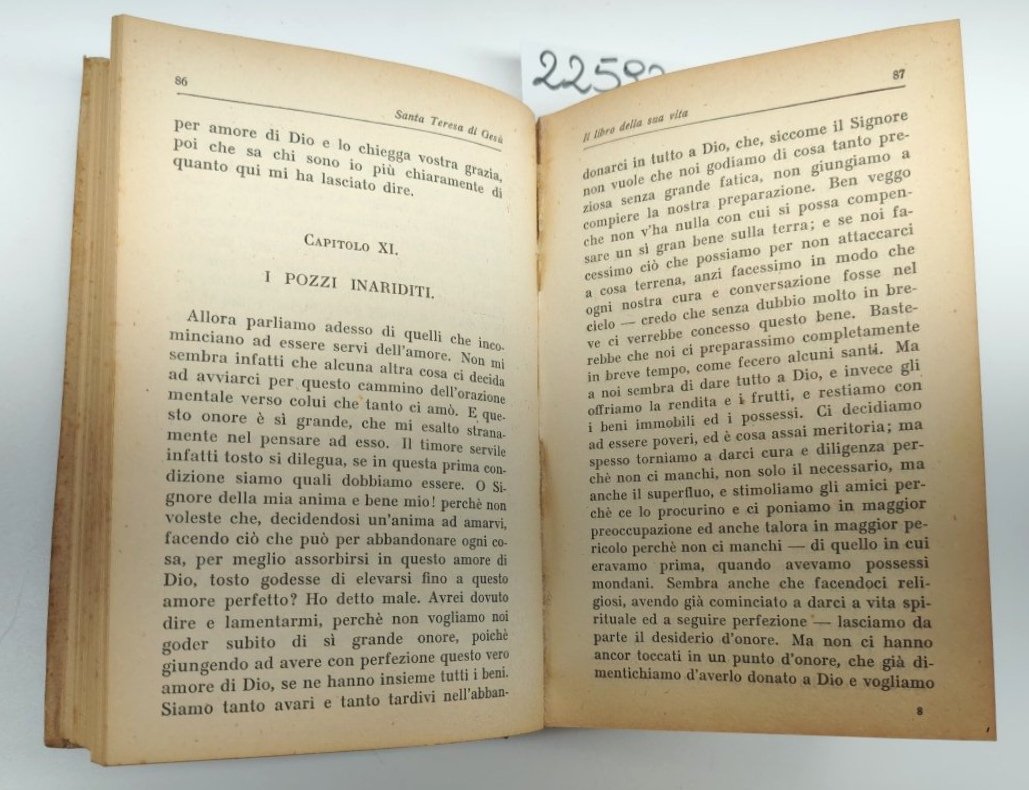 86
Santa Teresa di Gesù
per amore di Dio e lo chiegga vostra grazia,
poi che sa chi sono io più chiaramente di
quanto qui mi ha lasciato dire.
CAPITOLO XI.
I POZZI INARIDITI.
Allora parliamo adesso di quelli che inco-
minciano ad essere servi dell'amore. Non mi
sembra infatti che alcuna altra cosa ci decida
ad avviarci per questo cammino dell'orazione
mentale verso colui che tanto ci amò. E que-
sto onore è sì grande, che mi esalto strana-
mente nel pensare ad esso. Il timore servile
infatti tosto si dilegua, se in questa prima con-
dizione siamo quali dobbiamo essere. O Si-
gnore della mia anima e bene mio! perchè non
voleste che, decidendosi un'anima ad amarvi,
facendo ciò che può per abbandonare ogni co-
sa, per meglio assorbirsi in questo amore di
Dio, tosto godesse di elevarsi fino a questo
amore perfetto? Ho detto male. Avrei dovuto
dire e lamentarmi, perchè non vogliamo noi
goder subito di sì grande onore, poichè
giungendo ad avere con perfezione questo vero
amore di Dio, se ne hanno insieme tutti i beni.
Siamo tanto avari e tanto tardivi nell'abban-
87
Il libro della sua vita
donarci in tutto a Dio, che, siccome il Signore
non vuole che noi godiamo di cosa tanto pre-
ziosa senza grande fatica, non giungiamo a
compiere la nostra preparazione. Ben veggo
che non v'ha nulla con cui si possa compen-
sare un sì gran bene sulla terra; e se noi fa-
cessimo ciò che possiamo per non attaccarci
a cosa terrena, anzi facessimo in modo che
ogni nostra cura e conversazione fosse nel
cielo — credo che senza dubbio molto in bre-
ve ci verrebbe concesso questo bene. Baste-
rebbe che noi ci preparassimo completamente
in breve tempo, come fecero alcuni santi. Ma
a noi sembra di dare tutto a Dio, e invece gli
offriamo la rendita e i frutti, e restiamo con
i beni immobili ed i possessi. Ci decidiamo
ad essere poveri, ed è cosa assai meritoria; ma
spesso torniamo a darci cura e diligenza per-
chè non ci manchi, non solo il necessario, ma
anche il superfluo, e stimoliamo gli amici per-
chè ce lo procurino e ci poniamo in maggior
preoccupazione ed anche talora in maggior pe-
ricolo perchè non ci manchi — di quello in cui
eravamo prima, quando avevamo possessi
mondani. Sembra anche che facendoci reli-
giosi, avendo già cominciato a darci a vita spi-
rituale ed a seguire perfezione — lasciamo da
parte il desiderio d'onore. Ma non ci hanno
ancor toccati in un punto d'onore, che già di-
mentichiamo d'averlo donato a Dio e vogliamo
8